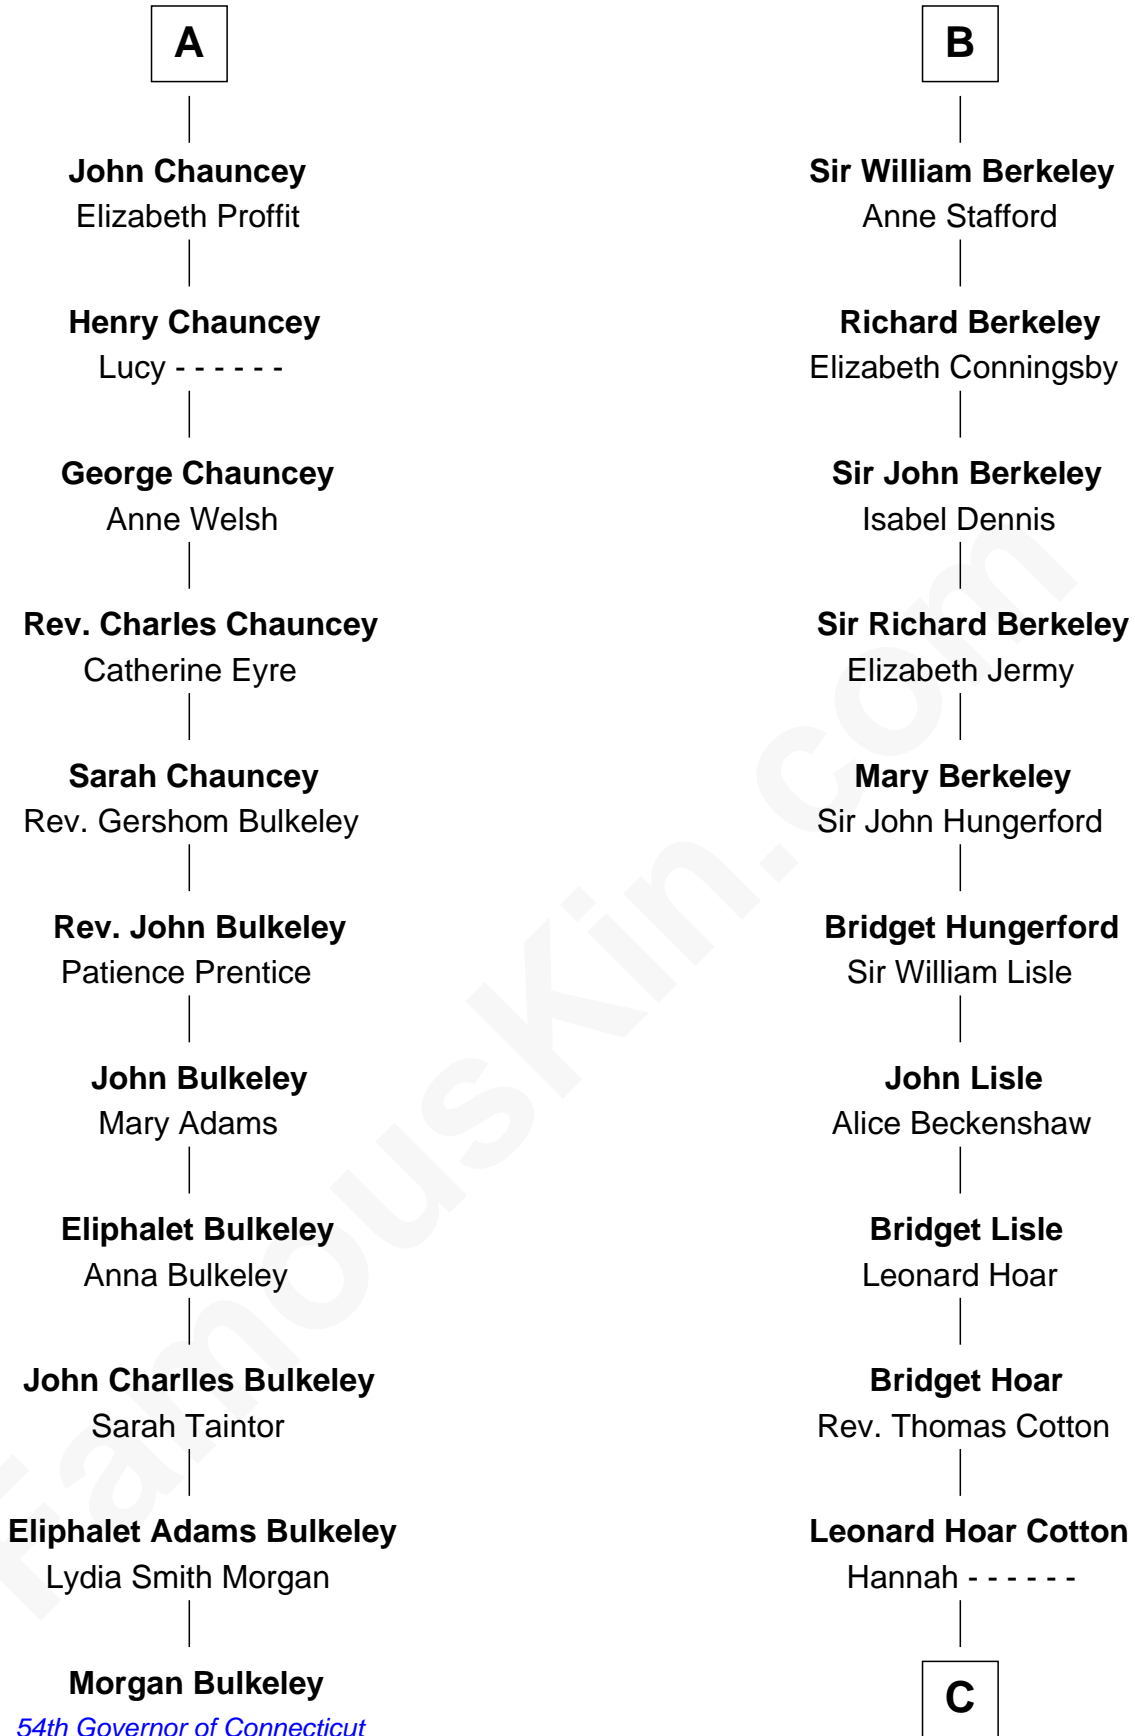 A
John Chauncey
Elizabeth Proffit
Henry Chauncey
Lucy - - - - - -
George Chauncey
Anne Welsh
Rev. Charles Chauncey
Catherine Eyre
Sarah Chauncey
Rev. Gershom Bulkeley
Rev. John Bulkeley
Patience Prentice
John Bulkeley
Mary Adams
Eliphalet Bulkeley
Anna Bulkeley
John Charlles Bulkeley
Sarah Taintor
Eliphalet Adams Bulkeley
Lydia Smith Morgan
Morgan Bulkeley
54th Governor of Connecticut
B
Sir William Berkeley
Anne Stafford
Richard Berkeley
Elizabeth Conningsby
Sir John Berkeley
Isabel Dennis
Sir Richard Berkeley
Elizabeth Jermy
Mary Berkeley
Sir John Hungerford
Bridget Hungerford
Sir William Lisle
John Lisle
Alice Beckenshaw
Bridget Lisle
Leonard Hoar
Bridget Hoar
Rev. Thomas Cotton
Leonard Hoar Cotton
Hannah - - - - - -
C
FamousKin.com